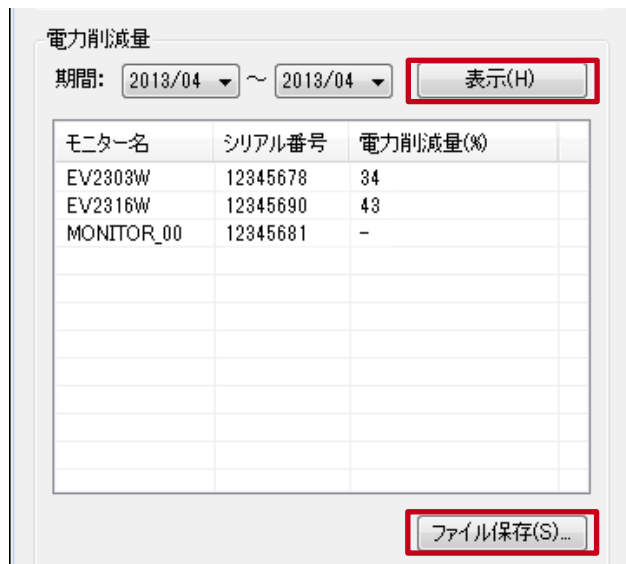 電力削減量
期間: 2013/04 ～ 2013/04 表示(H)
モニター名 シリアル番号 電力削減量(%)
EV2303W 12345678 34
EV2316W 12345690 43
MONITOR_00 12345681 -
ファイル保存(S)...